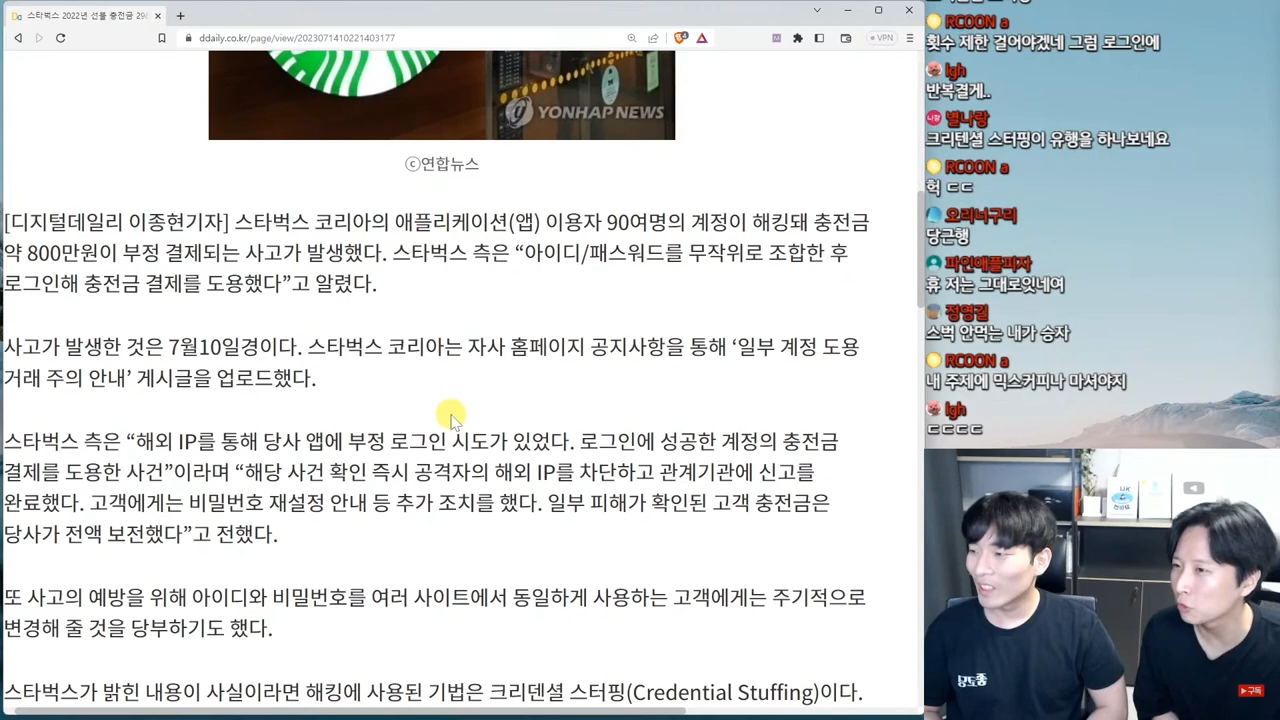 스타벅스 2022년 선불 충전금 29
ddaily.co.kr/page/view/2023071410221403177
VPN
YONHAP NEWS
ⓒ연합뉴스
[디지털데일리 이종현기자] 스타벅스 코리아의 애플리케이션(앱) 이용자 90여명의 계정이 해킹돼 충전금
약 800만원이 부정 결제되는 사고가 발생했다. 스타벅스 측은 “아이디/패스워드를 무작위로 조합한 후
로그인해 충전금 결제를 도용했다”고 알렸다.
사고가 발생한 것은 7월10일경이다. 스타벅스 코리아는 자사 홈페이지 공지사항을 통해 ‘일부 계정 도용
거래 주의 안내’ 게시글을 업로드했다.
스타벅스 측은 “해외 IP를 통해 당사 앱에 부정 로그인 시도가 있었다. 로그인에 성공한 계정의 충전금
결제를 도용한 사건”이라며 “해당 사건 확인 즉시 공격자의 해외 IP를 차단하고 관계기관에 신고를
완료했다. 고객에게는 비밀번호 재설정 안내 등 추가 조치를 했다. 일부 피해가 확인된 고객 충전금은
당사가 전액 보전했다”고 전했다.
또 사고의 예방을 위해 아이디와 비밀번호를 여러 사이트에서 동일하게 사용하는 고객에게는 주기적으로
변경해 줄 것을 당부하기도 했다.
스타벅스가 밝힌 내용이 사실이라면 해킹에 사용된 기법은 크리덴셜 스터핑(Credential Stuffing)이다.
RCOON a
횟수 제한 걸어야겠네 그럼 로그인에
lgh
반복결게..
별나랑
크리텐셜 스터핑이 유행을 하나보네요
RCOON a
헉 ㄷㄷ
오리너구리
당근행
파인애플피자
휴 저는 그대로잇네여
정영길
스벅 안먹는 내가 승자
RCOON a
내 주제에 믹스커피나 마셔야지
lgh
ㄷㄷㄷㄷ
구독